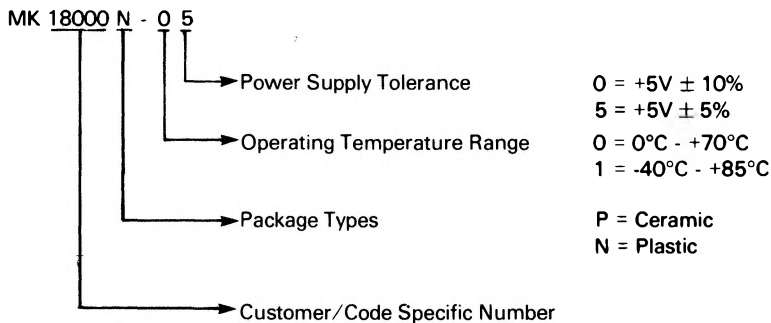 MK 18000 N - 0 5
Power Supply Tolerance 0 = +5V ± 10%
5 = +5V ± 5%
Operating Temperature Range 0 = 0°C - +70°C
1 = -40°C - +85°C
Package Types P = Ceramic
N = Plastic
Customer/Code Specific Number